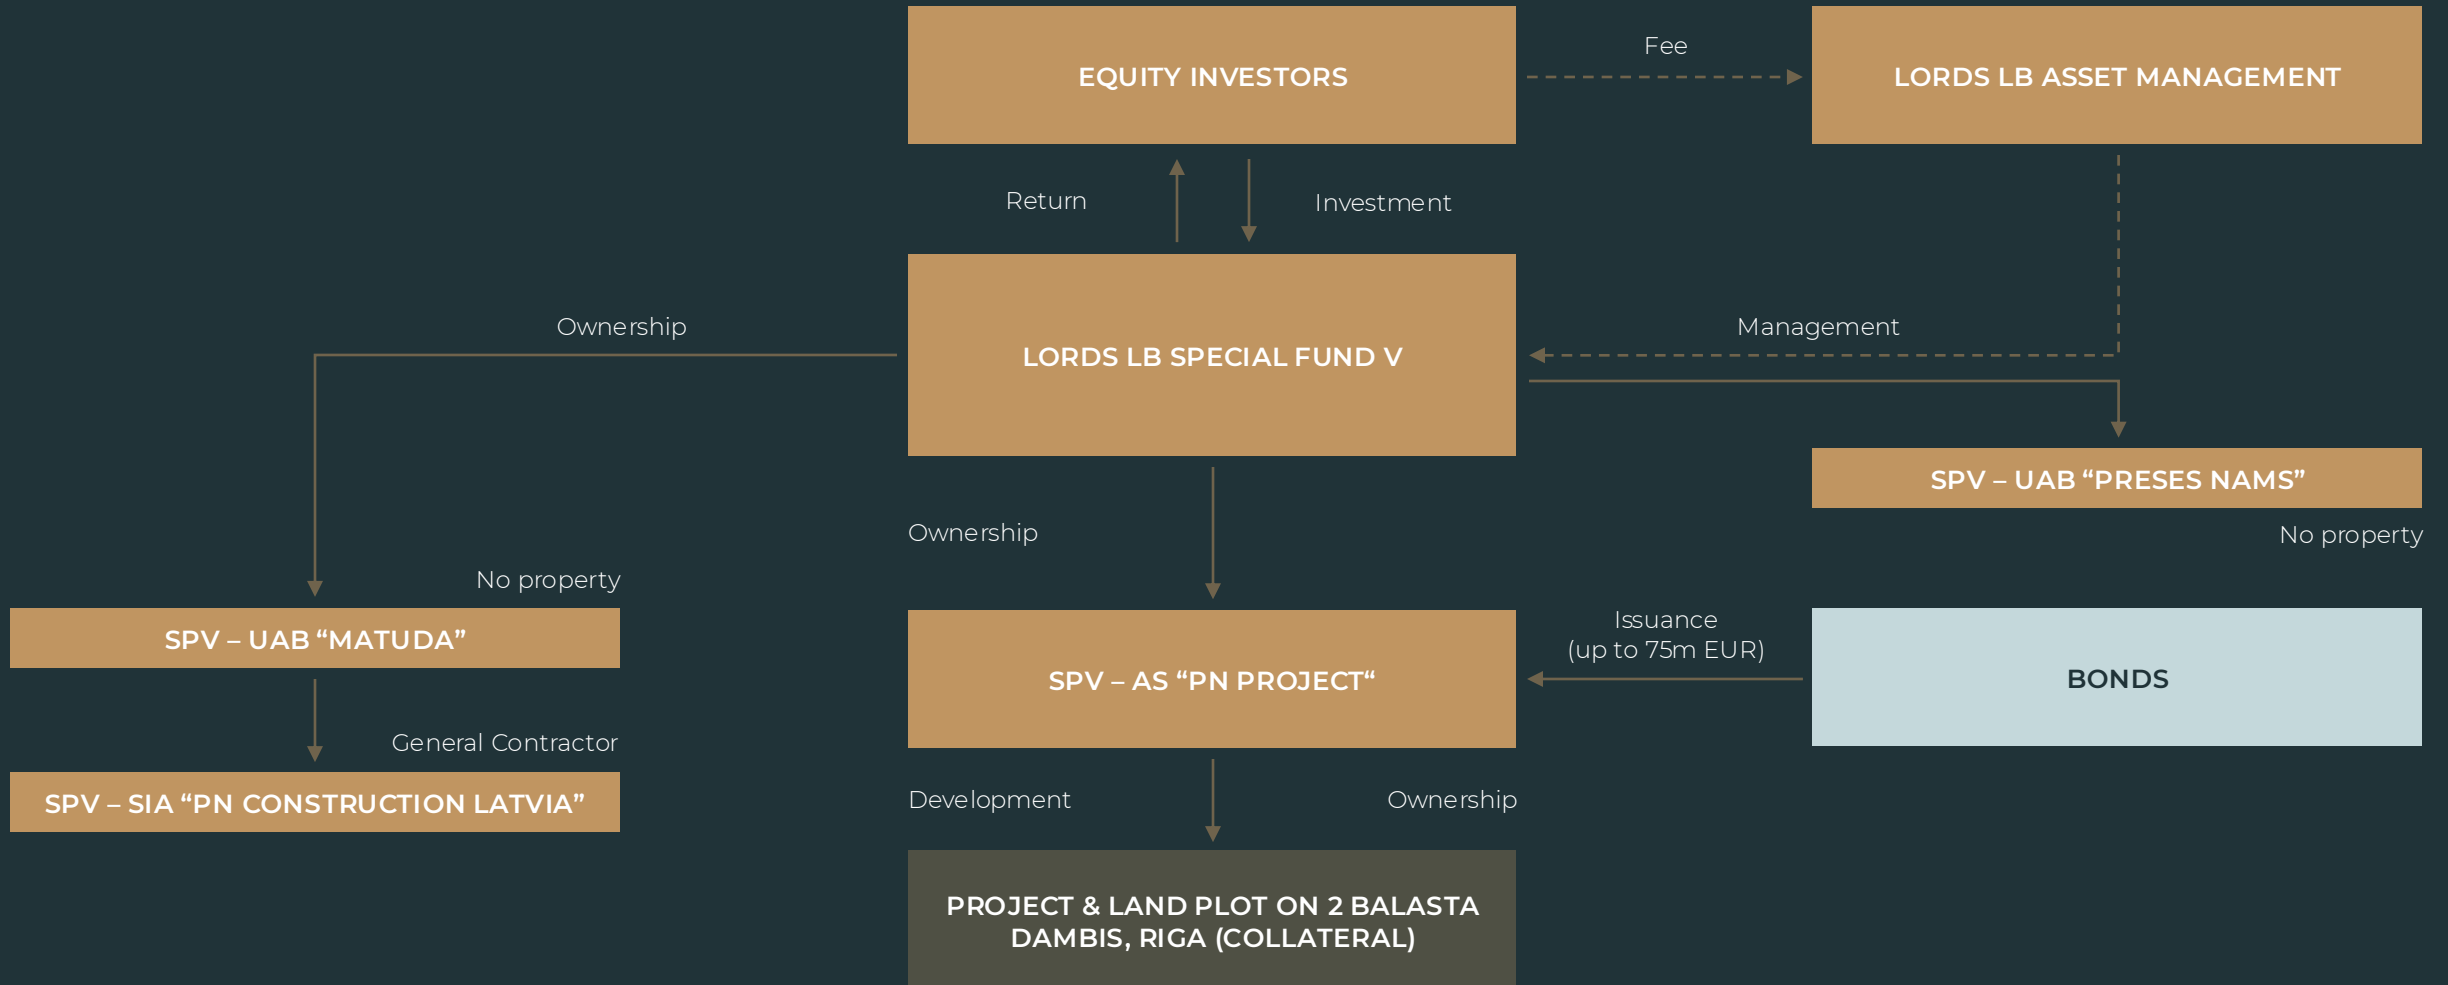 EQUITY INVESTORS
Fee
LORDS LB ASSET MANAGEMENT
Return
Investment
Ownership
LORDS LB SPECIAL FUND V
Management
SPV – UAB “PRESES NAMS”
No property
Ownership
No property
SPV – UAB “MATUDA”
SPV – AS “PN PROJECT“
Issuance
(up to 75m EUR)
BONDS
General Contractor
SPV – SIA “PN CONSTRUCTION LATVIA”
Development
Ownership
PROJECT & LAND PLOT ON 2 BALASTA
DAMBIS, RIGA (COLLATERAL)